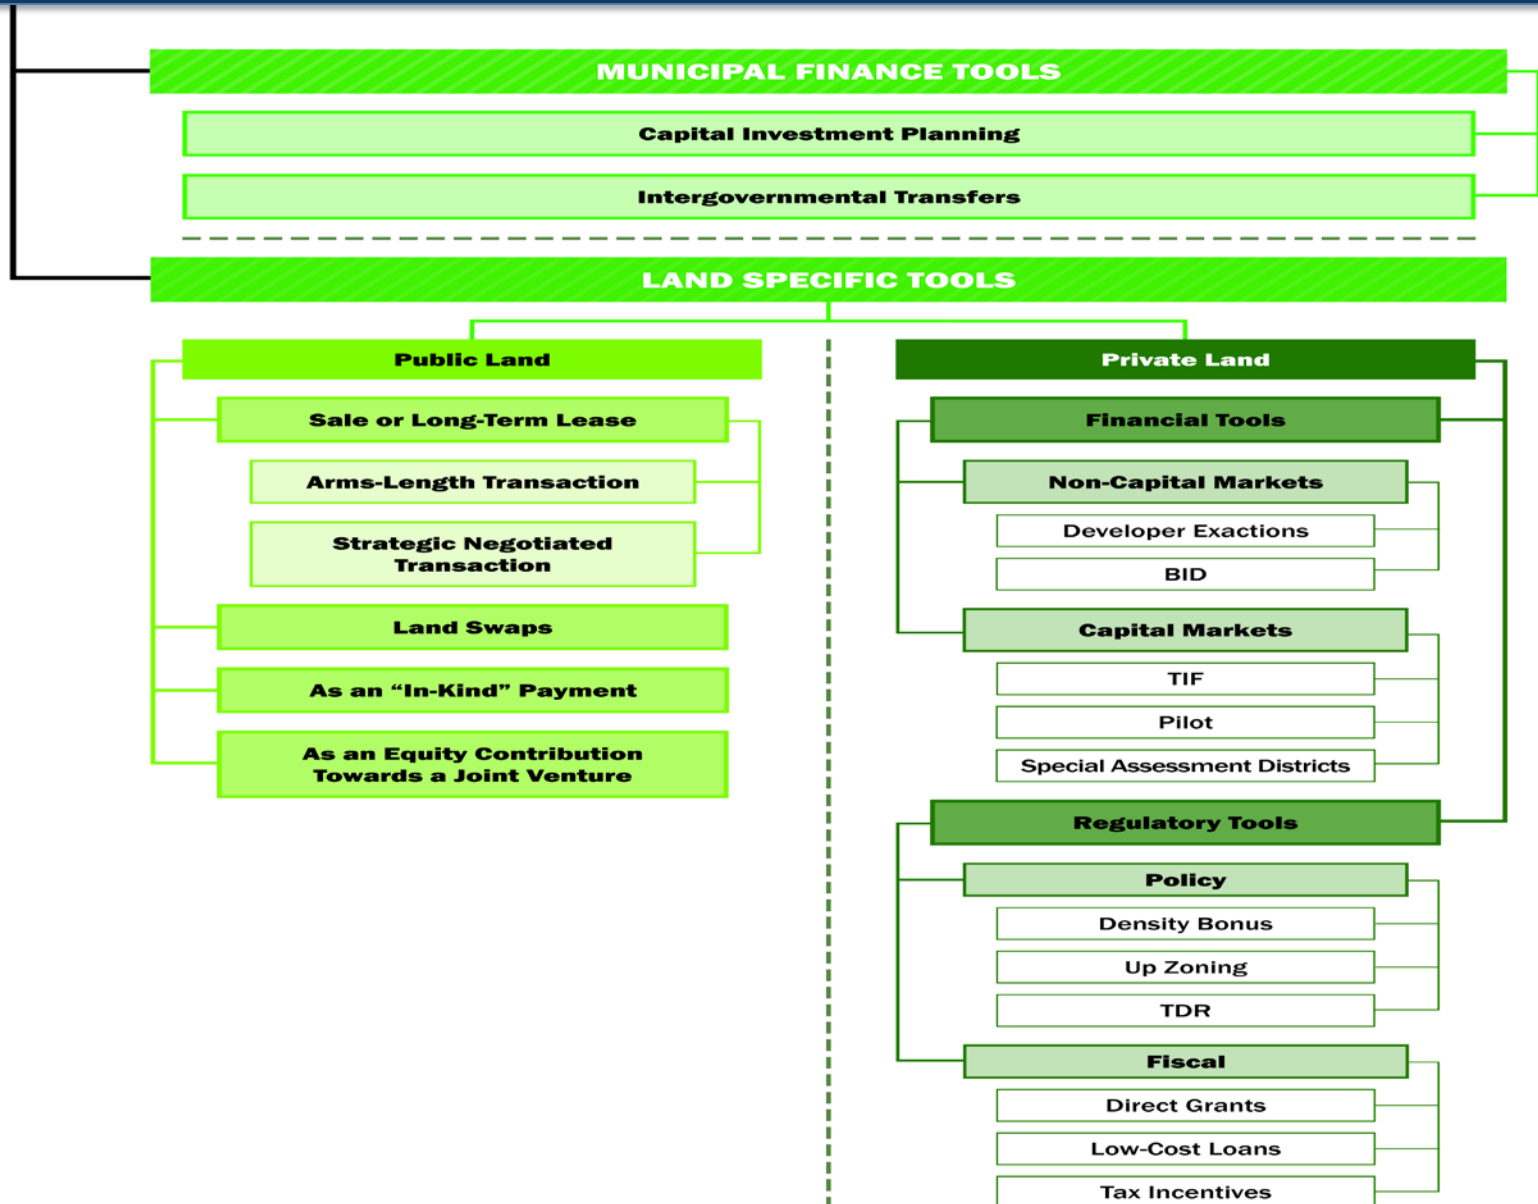 MUNICIPAL FINANCE TOOLS
Capital Investment Planning
Intergovernmental Transfers
LAND SPECIFIC TOOLS
Public Land
Sale or Long-Term Lease
Arms-Length Transaction
Strategic Negotiated
Transaction
Land Swaps
As an “In-Kind” Payment
As an Equity Contribution
Towards a Joint Venture
Private Land
Financial Tools
Non-Capital Markets
Developer Exactions
BID
Capital Markets
TIF
Pilot
Special Assessment Districts
Regulatory Tools
Policy
Density Bonus
Up Zoning
TDR
Fiscal
Direct Grants
Low-Cost Loans
Tax Incentives